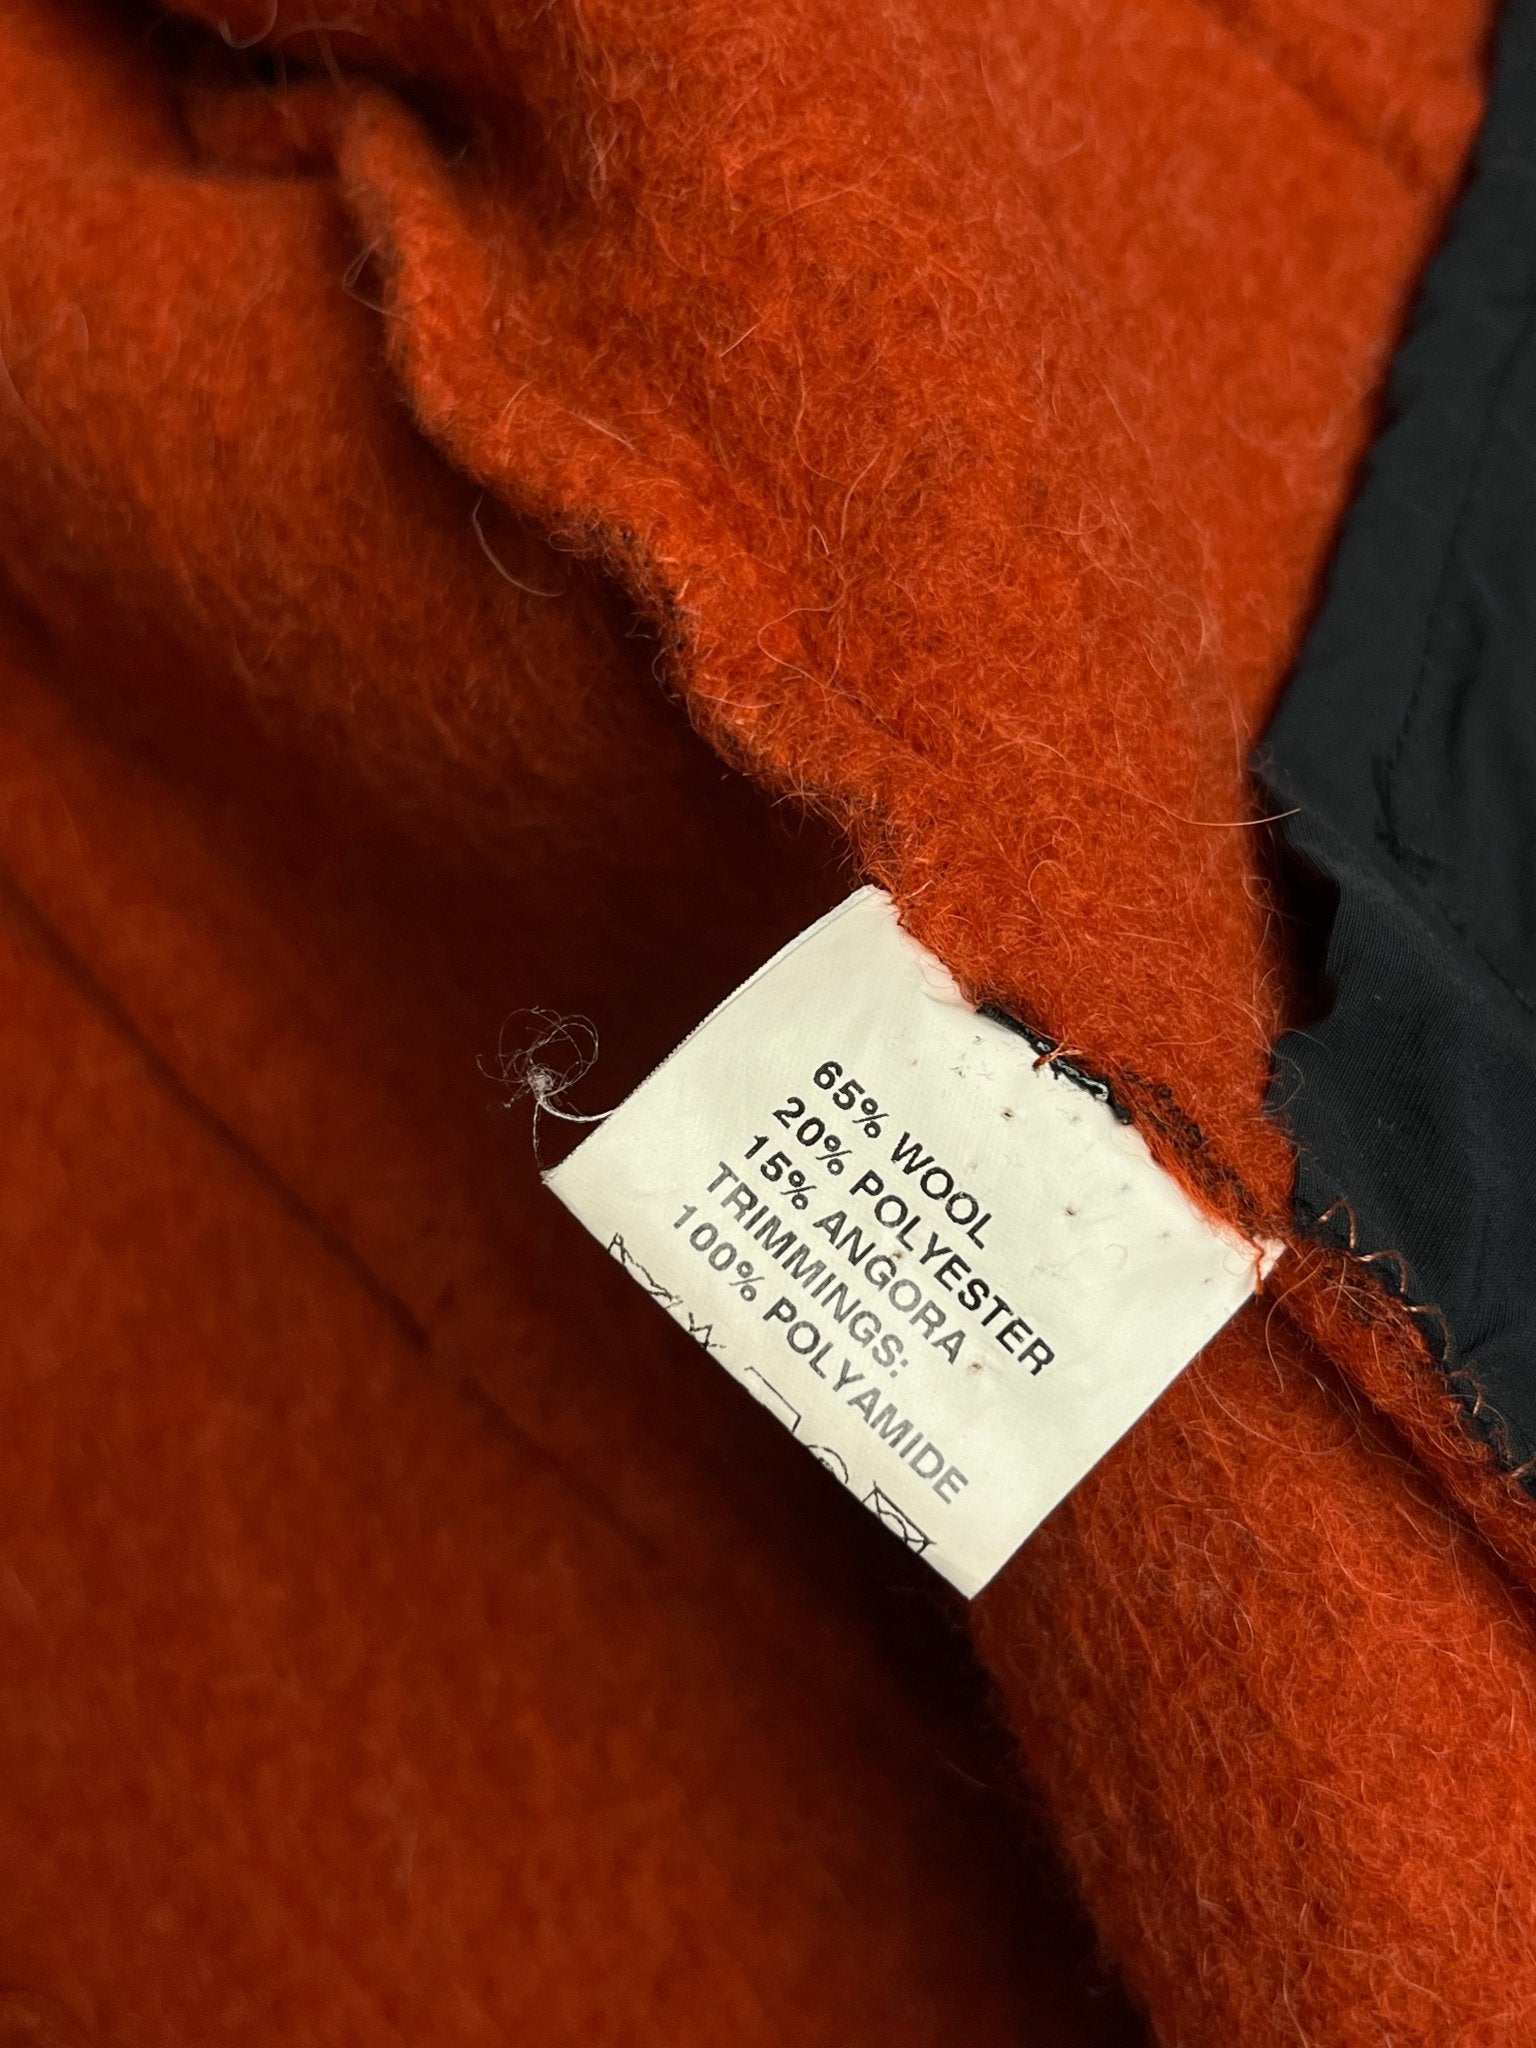 65% WOOL
20% POLYESTER
15% ANGORA
TRIMMINGS:
100% POLYAMIDE